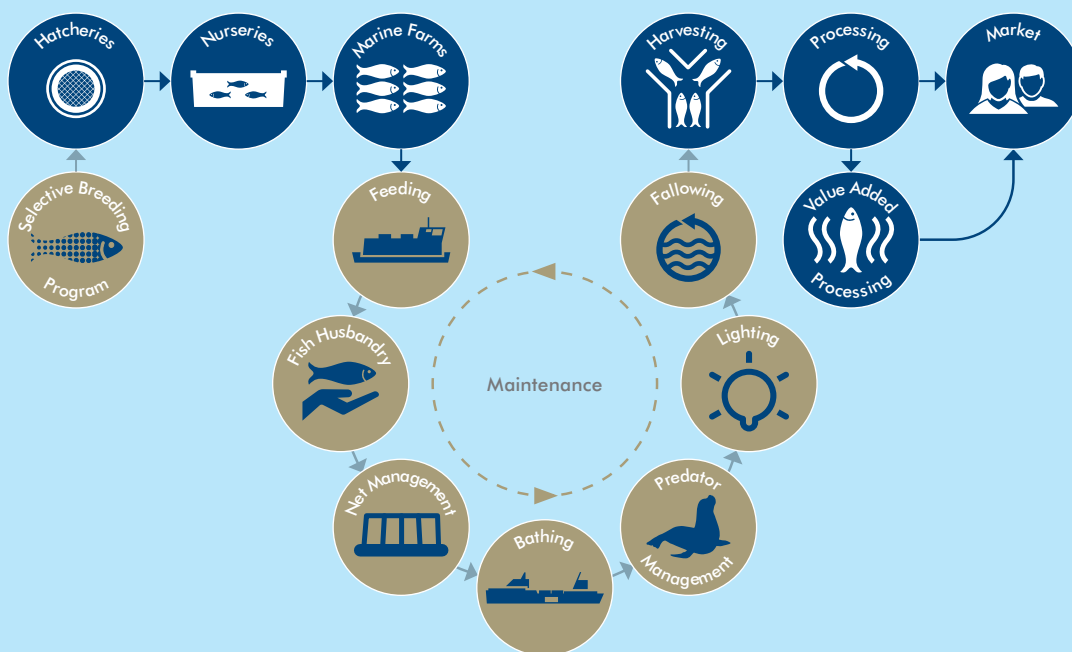 Hatcheries
Nurseries
Marine Farms
Harvesting
Processing
Market
Selective Breeding
Program
Feeding
Fallowing
Value Added
Processing
Fish Husbandry
Maintenance
Lighting
Net Management
Bathing
Predator
Management